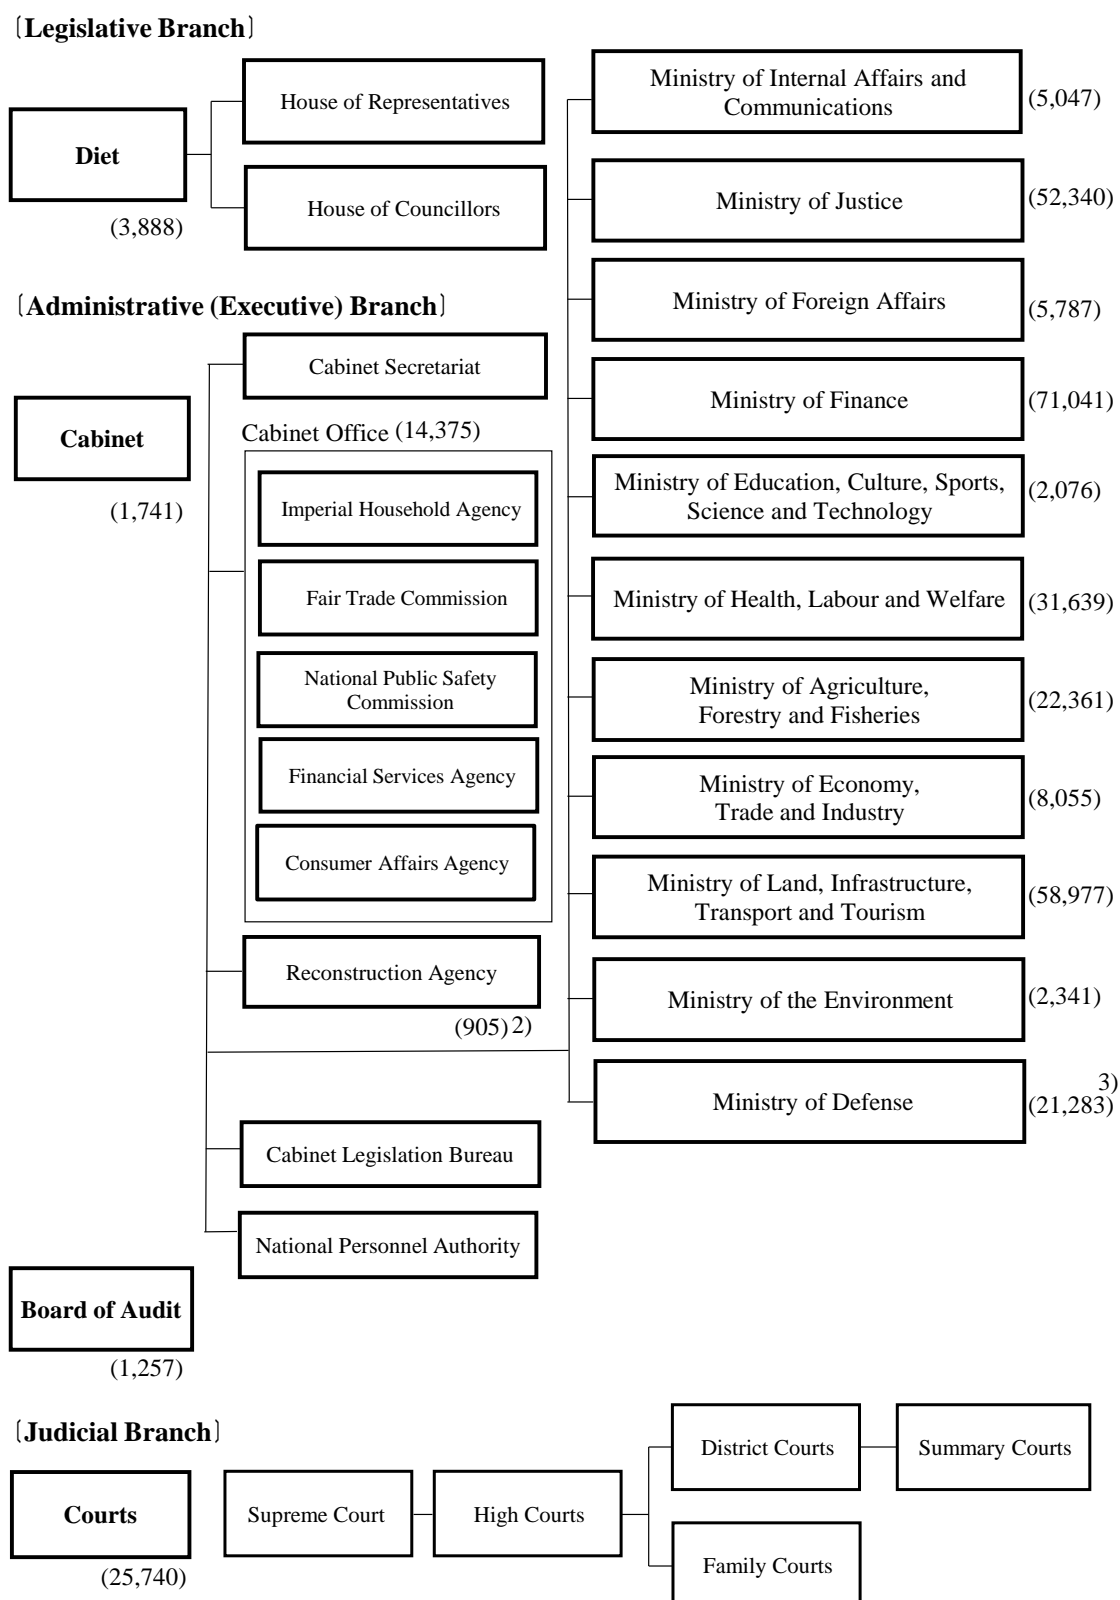 〔Legislative Branch〕
Diet
(3,888)
House of Representatives
House of Councillors
〔Administrative (Executive) Branch〕
Cabinet
(1,741)
Cabinet Secretariat
Cabinet Office (14,375)
Imperial Household Agency
Fair Trade Commission
National Public Safety
Commission
Financial Services Agency
Consumer Affairs Agency
Reconstruction Agency
(905) 2)
Cabinet Legislation Bureau
National Personnel Authority
Ministry of Internal Affairs and
Communications
(5,047)
Ministry of Justice
(52,340)
Ministry of Foreign Affairs
(5,787)
Ministry of Finance
(71,041)
Ministry of Education, Culture, Sports,
Science and Technology
(2,076)
Ministry of Health, Labour and Welfare
(31,639)
Ministry of Agriculture,
Forestry and Fisheries
(22,361)
Ministry of Economy,
Trade and Industry
(8,055)
Ministry of Land, Infrastructure,
Transport and Tourism
(58,977)
Ministry of the Environment
(2,341)
Ministry of Defense
3)
(21,283)
Board of Audit
(1,257)
〔Judicial Branch〕
Courts
(25,740)
Supreme Court
High Courts
District Courts
Summary Courts
Family Courts